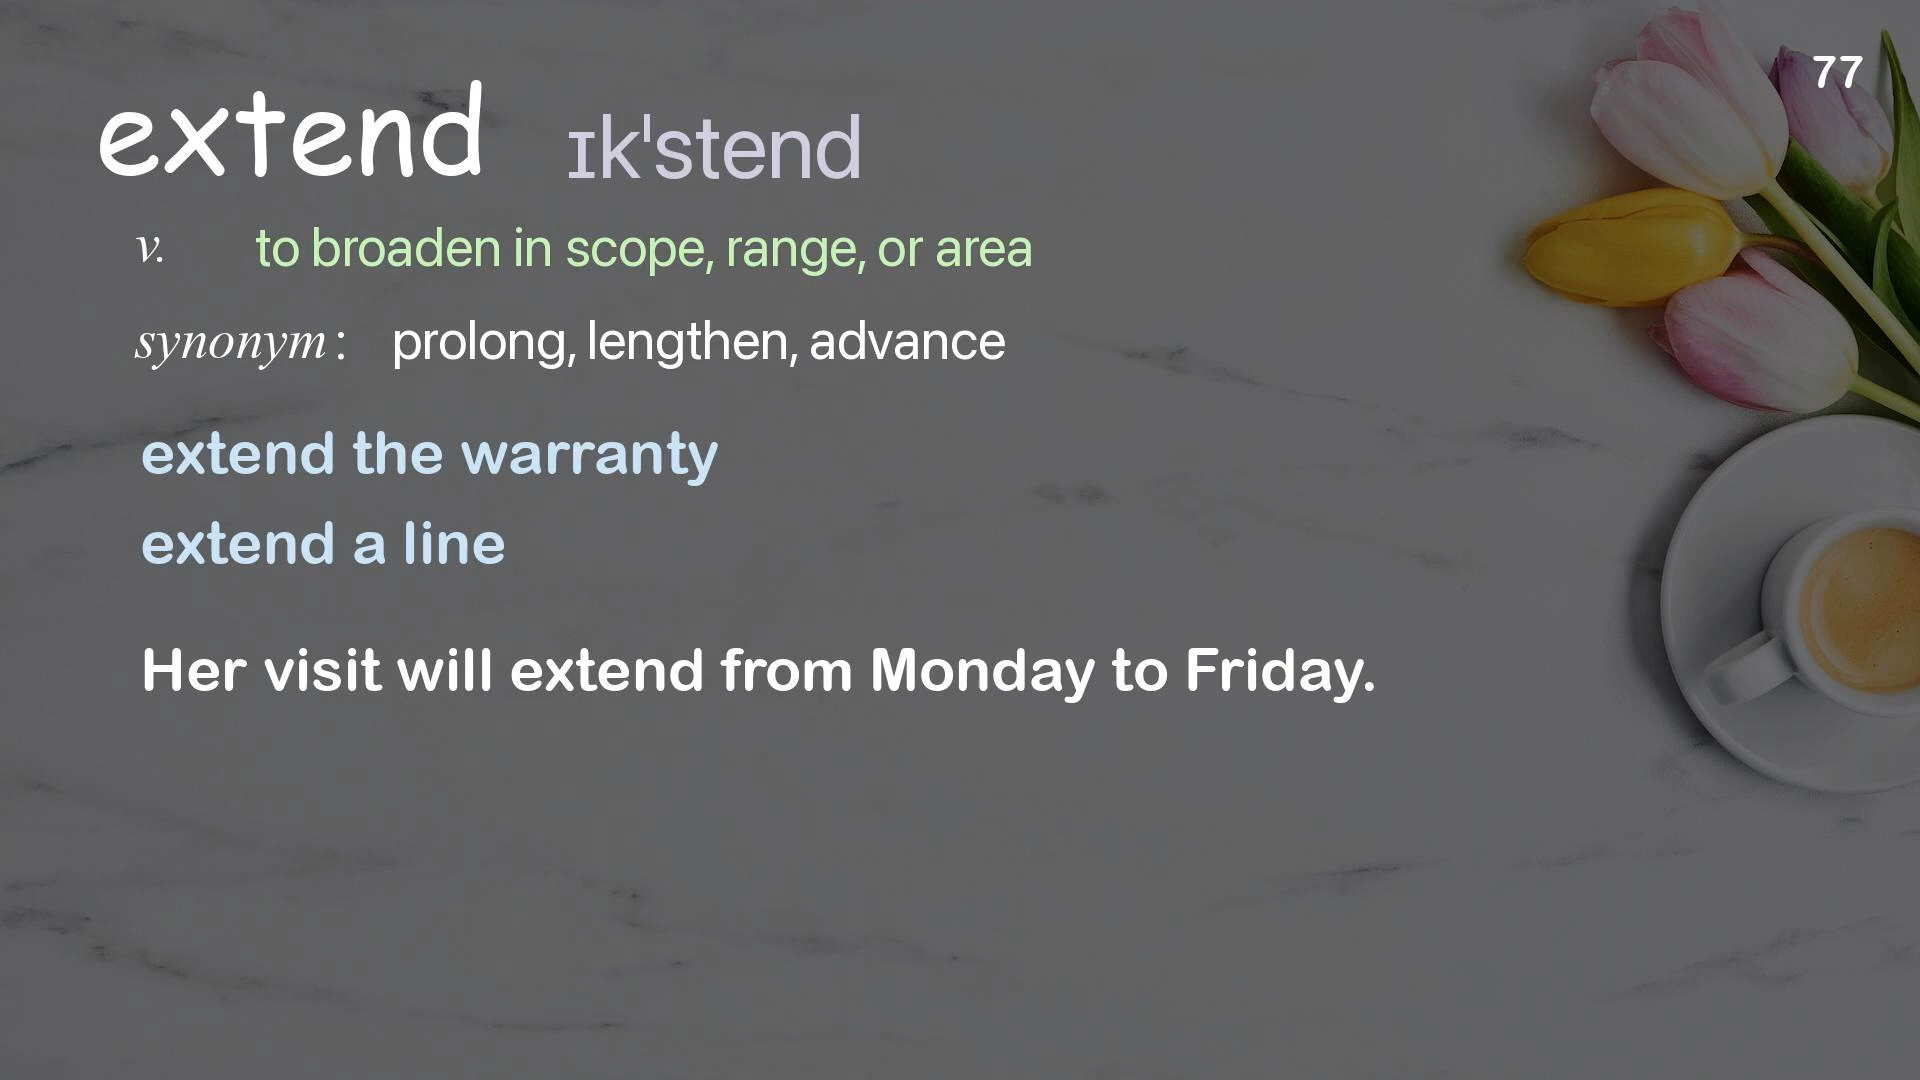 77
extend ɪk'stend
v. to broaden in scope, range, or area
synonym : prolong, lengthen, advance
extend the warranty
extend a line
Her visit will extend from Monday to Friday.